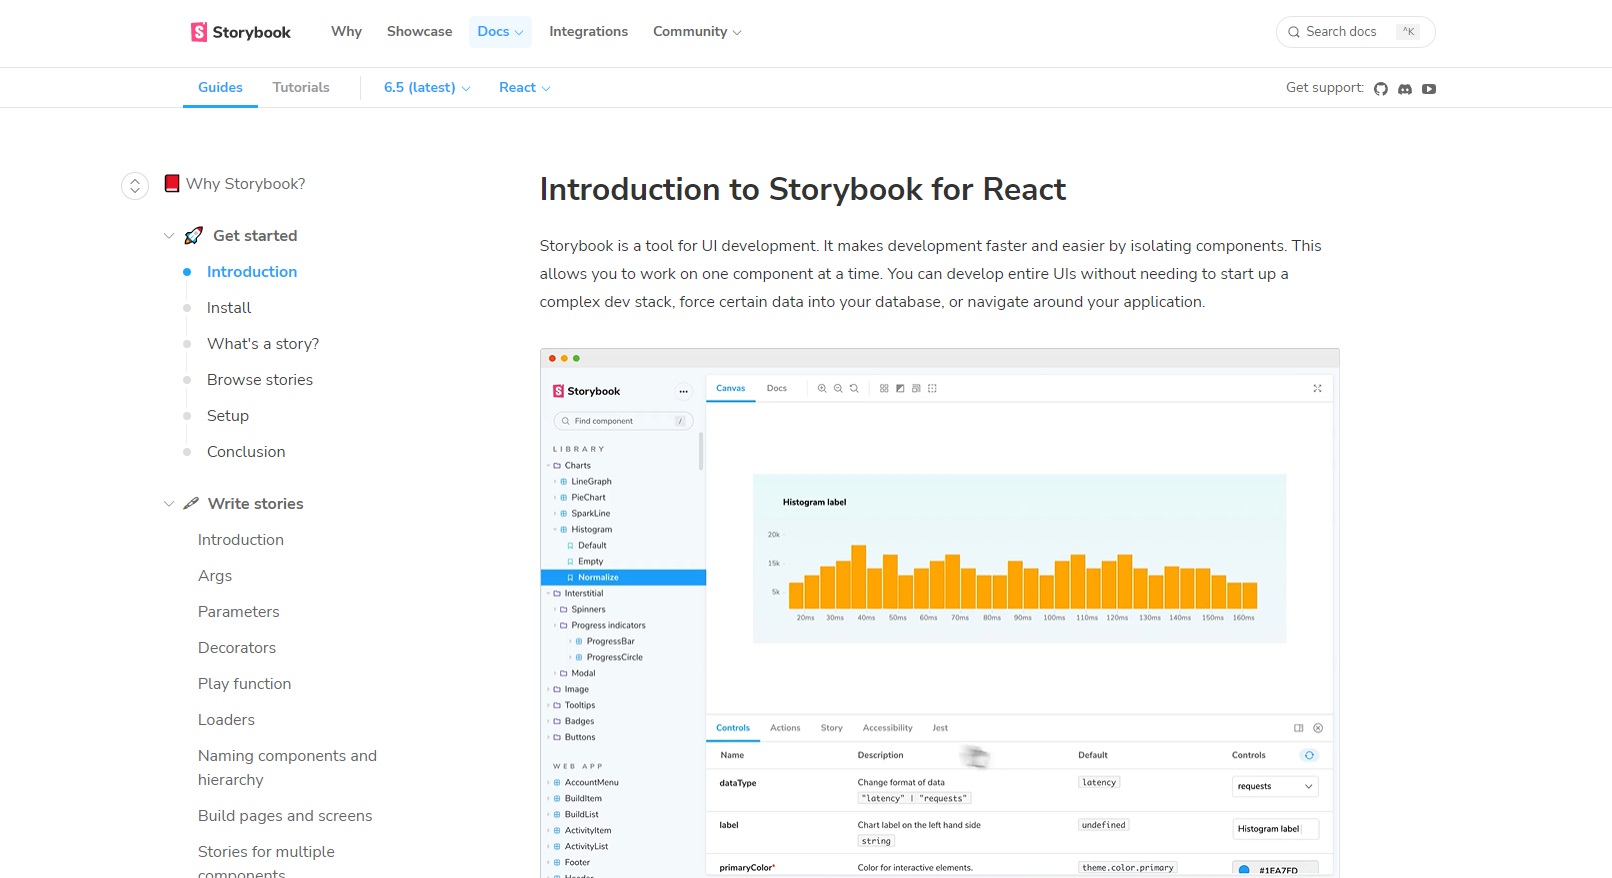 Storybook
Why
Showcase
Docs
Integrations
Community
Search docs
^K
Guides
Tutorials
6.5 (latest)
React
Get support:
Why Storybook?
Get started
Introduction
Install
What's a story?
Browse stories
Setup
Conclusion
Write stories
Introduction
Args
Parameters
Decorators
Play function
Loaders
Naming components and
hierarchy
Build pages and screens
Stories for multiple
components
Introduction to Storybook for React
Storybook is a tool for UI development. It makes development faster and easier by isolating components. This
allows you to work on one component at a time. You can develop entire UIs without needing to start up a
complex dev stack, force certain data into your database, or navigate around your application.
Storybook
Find component
/
LIBRARY
Charts
LineGraph
PieChart
SparkLine
Histogram
Default
Empty
Normalize
Interstitial
Spinners
Progress indicators
ProgressBar
ProgressCircle
Modal
Image
Tooltips
Badges
Buttons
WEB APP
AccountMenu
BuildItem
BuildList
ActivityItem
ActivityList
Footer
Header
Canvas
Docs
Histogram label
20k
15k
5k
20ms 30ms 40ms 50ms 60ms 70ms 80ms 90ms 100ms 110ms 120ms 130ms 140ms 150ms 160ms
Controls
Actions
Story
Accessibility
Jest
Name
Description
Default
Controls
dataType
Change format of data
"latency" | "requests"
latency
requests
label
Chart label on the left hand side
string
undefined
Histogram label
primaryColor*
Color for interactive elements.
theme.color.primary
#1EA7FD